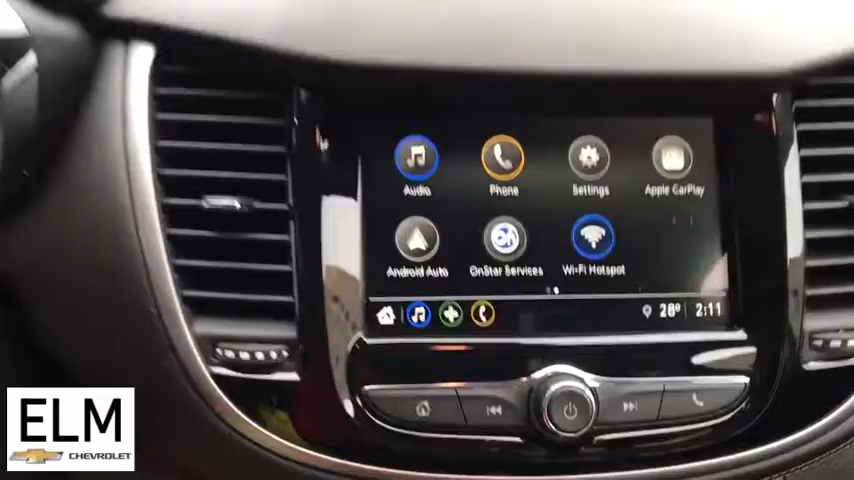 Audio Phone Settings Apple CarPlay
Android Auto OnStar Services Wi-Fi Hotspot
28° 2:11
ELM
CHEVROLET